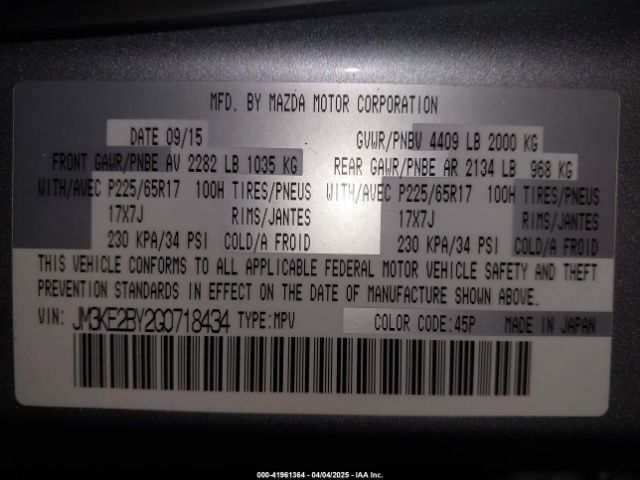 MFD. BY MAZDA MOTOR CORPORATION
DATE 09/15 GVWR/PNBV 4409 LB 2000 KG
FRONT GAWR/PNBE AV 2282 LB 1035 KG REAR GAWR/PNBE AR 2134 LB 968 KG
WITH/AVEC P225/65R17 100H TIRES/PNEUS WITH/AVEC P225/65R17 100H TIRES/PNEUS
17X7J RIMS/JANTES 17X7J RIMS/JANTES
230 KPA/34 PSI COLD/A FROID 230 KPA/34 PSI COLD/A FROID
THIS VEHICLE CONFORMS TO ALL APPLICABLE FEDERAL MOTOR VEHICLE SAFETY AND THEFT
PREVENTION STANDARDS IN EFFECT ON THE DATE OF MANUFACTURE SHOWN ABOVE.
VIN: JM3KE2BY2G0718434 TYPE:MPV COLOR CODE:45P MADE IN JAPAN
000-41961364 - 04/04/2025 - IAA Inc.